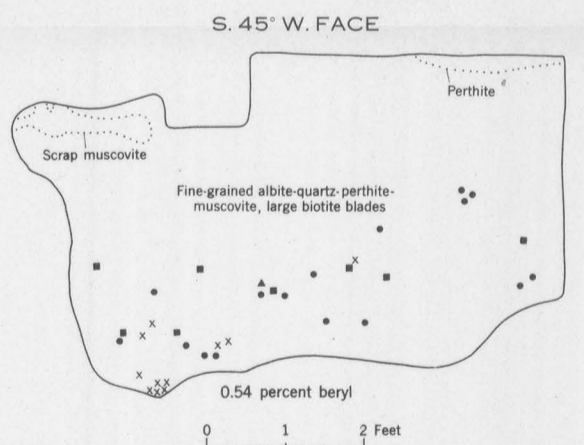 S. 45° W. FACE
Perthite
Scrap muscovite
Fine-grained albite-quartz-perthite-
muscovite, large biotite blades
0.54 percent beryl
0 1 2 Feet